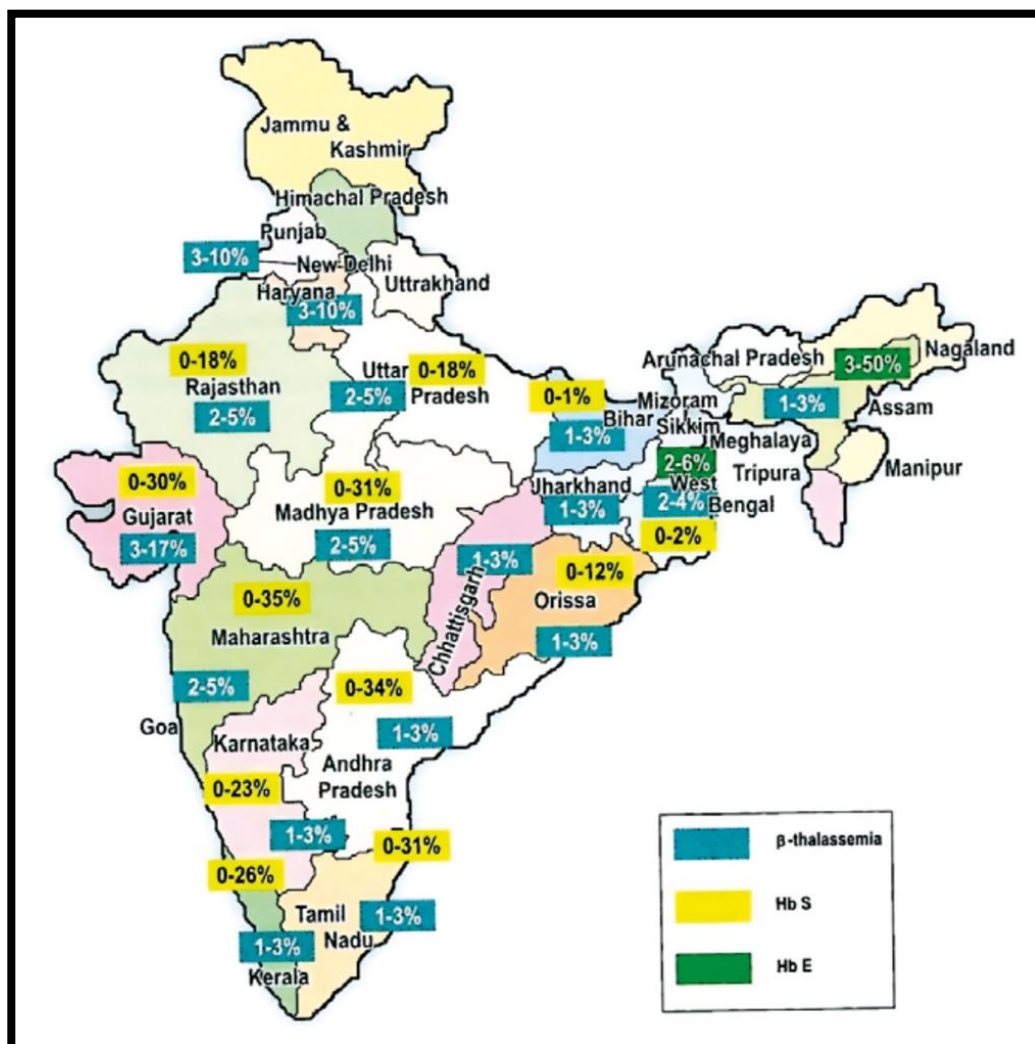 Jammu &
Kashmir
Himachal Pradesh
Punjab
3-10%
New Delhi
Uttrakhand
Haryana
3-10%
0-18%
Rajasthan
2-5%
Uttar
Pradesh
0-18%
2-5%
Arunachal Pradesh
Nagaland
3-50%
Assam
1-3%
0-1%
Bihar
1-3%
Mizoram
Sikkim
Meghalaya
Tripura
Manipur
0-30%
Gujarat
3-17%
0-31%
Madhya Pradesh
2-5%
Jharkhand
1-3%
2-6%
West
Bengal
2-4%
0-2%
1-3%
Chhattisgarh
0-12%
Orissa
1-3%
0-35%
Maharashtra
2-5%
Goa
0-34%
1-3%
Andhra
Pradesh
Karnataka
0-23%
1-3%
0-31%
0-26%
Tamil
Nadu
1-3%
1-3%
Kerala
β-thalassemia
Hb S
Hb E